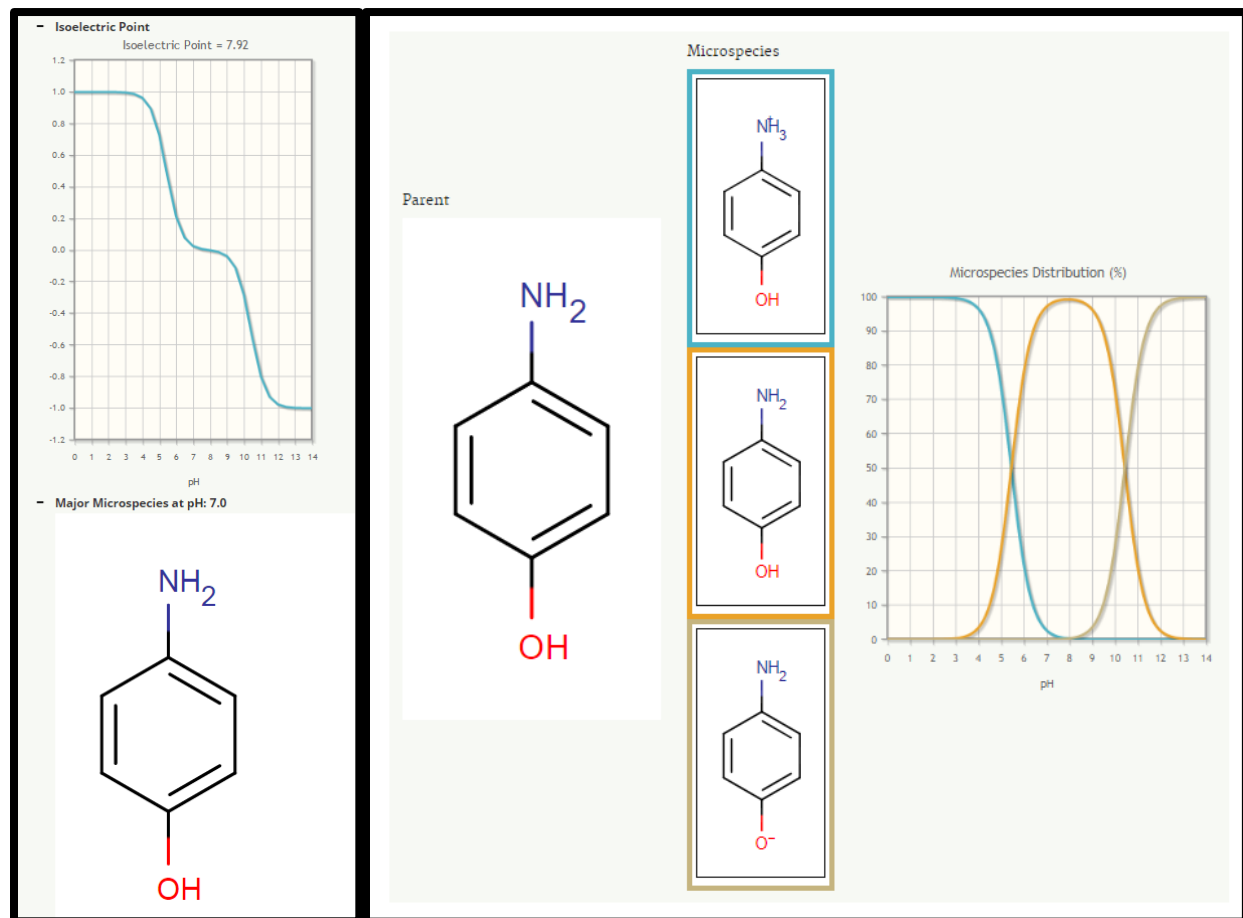 − Isoelectric Point
Isoelectric Point = 7.92
1.2
1.0
0.8
0.6
0.4
0.2
0.0
-0.2
-0.4
-0.6
-0.8
-1.0
-1.2
0 1 2 3 4 5 6 7 8 9 10 11 12 13 14
pH
− Major Microspecies at pH: 7.0
NH2
OH
Parent
NH2
OH
Microspecies
NH3+
OH
NH2
OH
NH2
O−
Microspecies Distribution (%)
100
90
80
70
60
50
40
30
20
10
0
0 1 2 3 4 5 6 7 8 9 10 11 12 13 14
pH